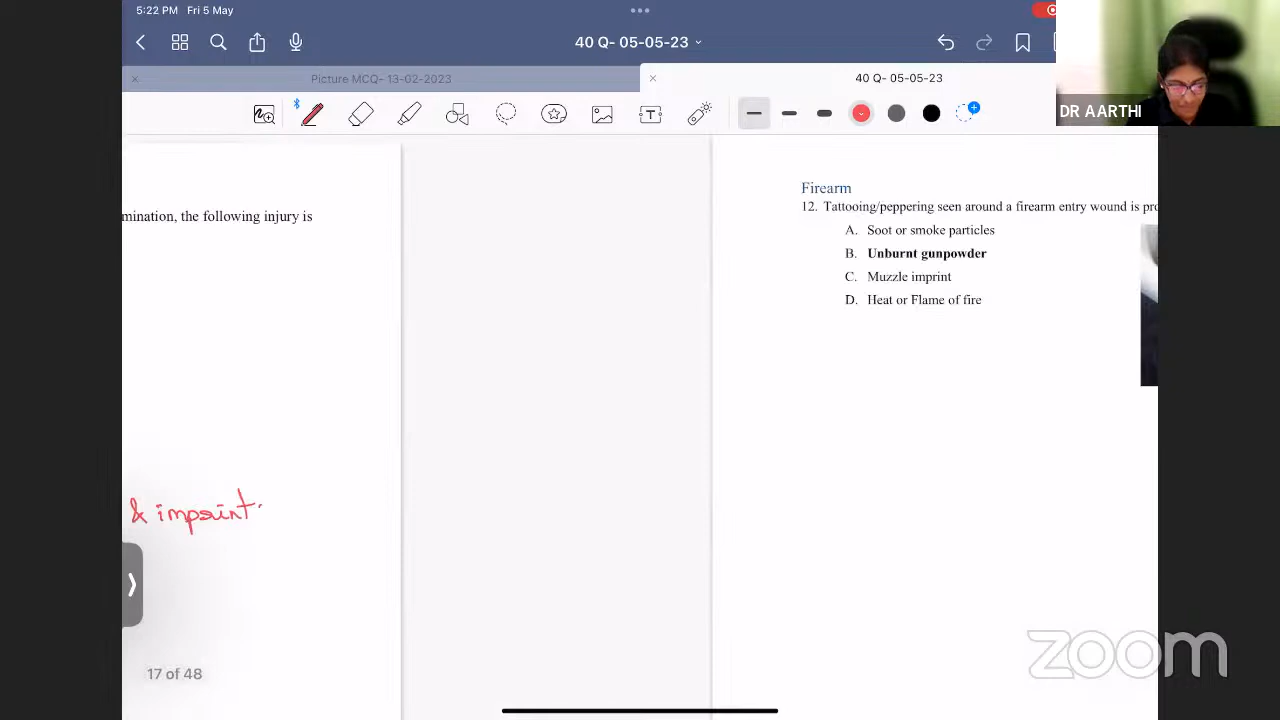 5:22 PM Fri 5 May
40 Q- 05-05-23
Picture MCQ- 13-02-2023
40 Q- 05-05-23
DR AARTHI
mination, the following injury is
& imprint
17 of 48
Firearm
12. Tattooing/peppering seen around a firearm entry wound is
A. Soot or smoke particles
B. Unburnt gunpowder
C. Muzzle imprint
D. Heat or Flame of fire
zoom